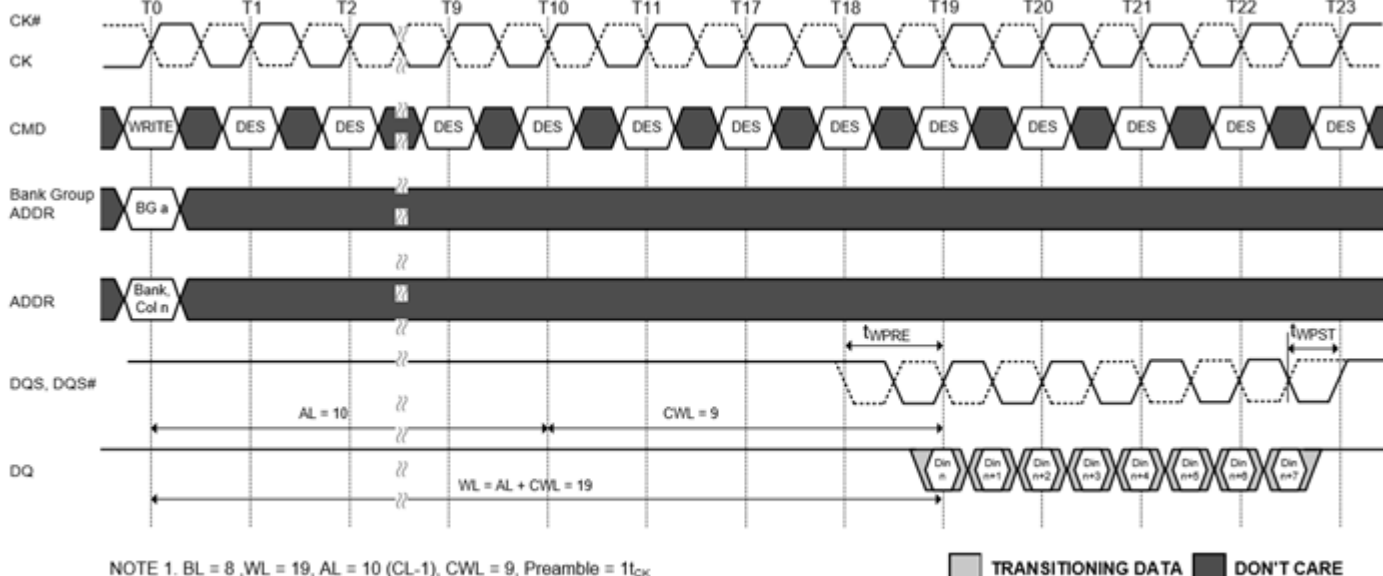 T0 T1 T2 T9 T10 T11 T17 T18 T19 T20 T21 T22 T23
CK#
CK
CMD WRITE DES DES DES DES DES DES DES DES DES DES DES DES
Bank Group
ADDR
BG a
ADDR
Bank,
Col n
tWPRE tWPST
DQS, DQS#
AL = 10 CWL = 9
DQ
Din Din Din Din Din Din Din Din
n n+1 n+2 n+3 n+4 n+5 n+6 n+7
WL = AL + CWL = 19
NOTE 1. BL = 8 ,WL = 19, AL = 10 (CL-1), CWL = 9, Preamble = 1tCK
TRANSITIONING DATA DON'T CARE